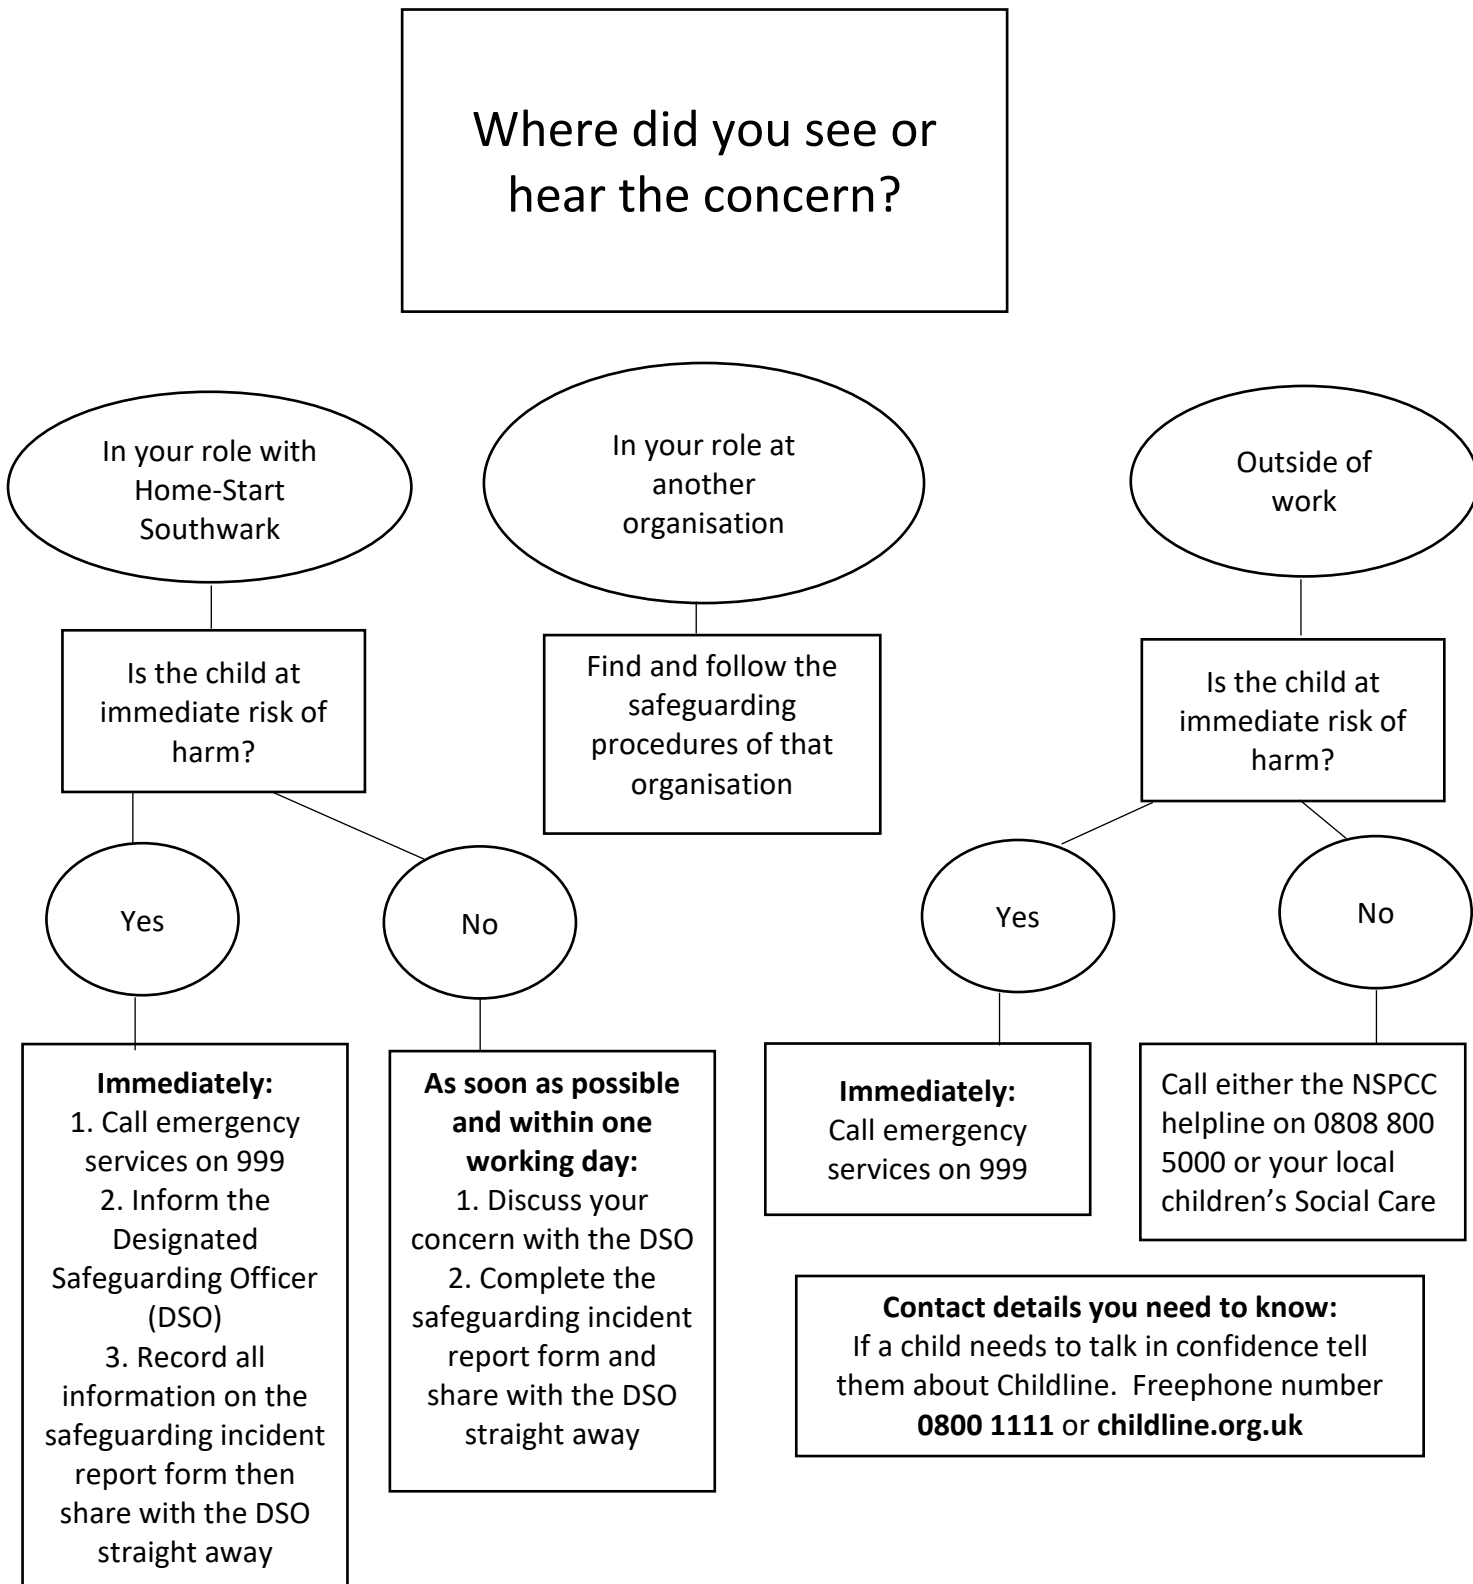 Where did you see or
hear the concern?
In your role with
Home-Start
Southwark
In your role at
another
organisation
Outside of
work
Is the child at
immediate risk of
harm?
Find and follow the
safeguarding
procedures of that
organisation
Is the child at
immediate risk of
harm?
Yes
No
Yes
No
Immediately:
1. Call emergency
services on 999
2. Inform the
Designated
Safeguarding Officer
(DSO)
3. Record all
information on the
safeguarding incident
report form then
share with the DSO
straight away
As soon as possible
and within one
working day:
1. Discuss your
concern with the DSO
2. Complete the
safeguarding incident
report form and
share with the DSO
straight away
Immediately:
Call emergency
services on 999
Call either the NSPCC
helpline on 0808 800
5000 or your local
children’s Social Care
Contact details you need to know:
If a child needs to talk in confidence tell
them about Childline.  Freephone number
0800 1111 or childline.org.uk